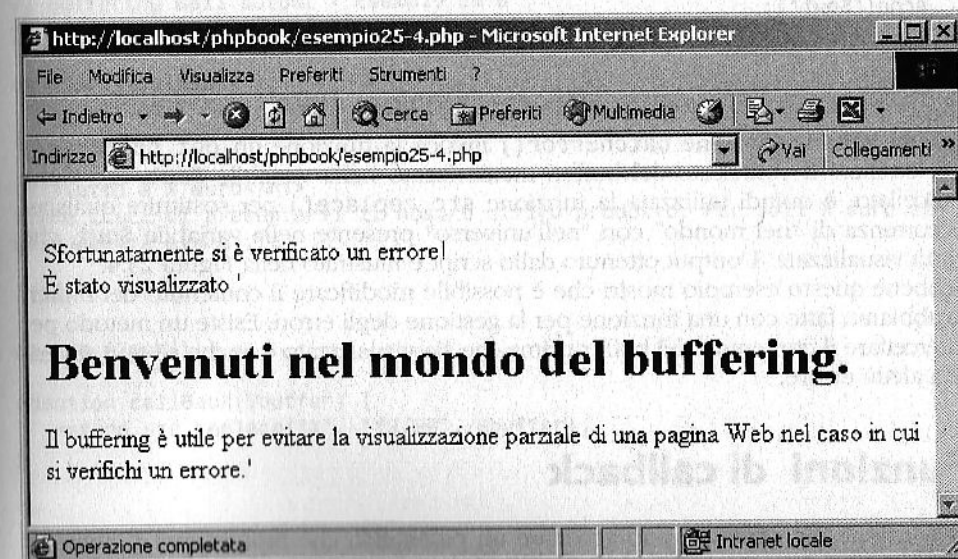 http://localhost/phpbook/esempio25-4.php - Microsoft Internet Explorer
File Modifica Visualizza Preferiti Strumenti ?
Indietro Cerca Preferiti Multimedia
Indirizzo http://localhost/phpbook/esempio25-4.php Vai Collegamenti »
Sfortunatamente si è verificato un errore!
È stato visualizzato
Benvenuti nel mondo del buffering.
Il buffering è utile per evitare la visualizzazione parziale di una pagina Web nel caso in cui
si verifichi un errore.'
Operazione completata Intranet locale